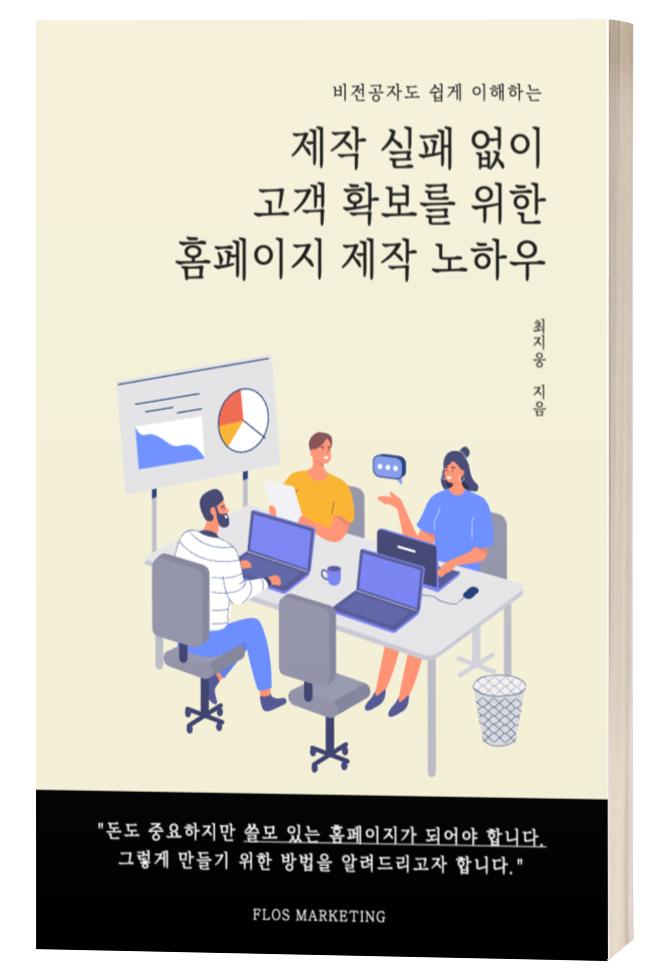 비전공자도 쉽게 이해하는
제작 실패 없이
고객 확보를 위한
홈페이지 제작 노하우
최지웅 지음
"돈도 중요하지만 쓸모 있는 홈페이지가 되어야 합니다.
그렇게 만들기 위한 방법을 알려드리고자 합니다."
FLOS MARKETING